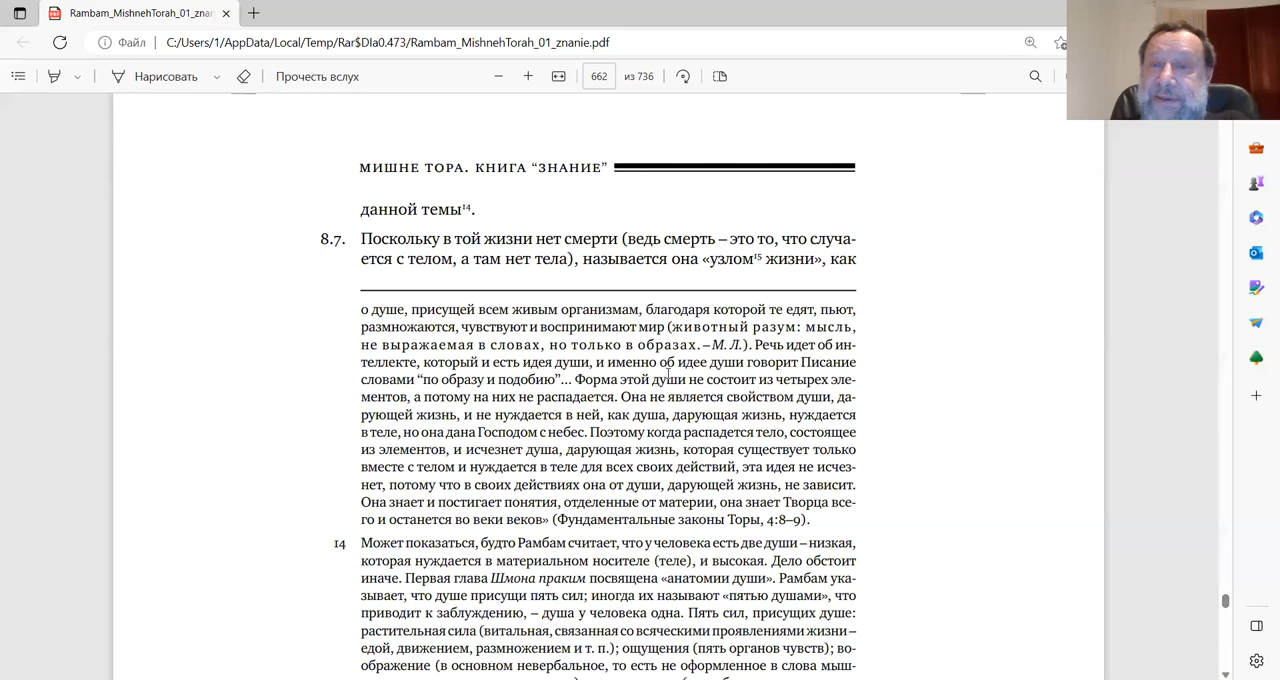 Rambam_MishnehTorah_01_znan
Файл
C:/Users/1/AppData/Local/Temp/Rar$DIa0.473/Rambam_MishnehTorah_01_znanie.pdf
Нарисовать
Прочесть вслух
662 из 736
МИШНЕ ТОРА. КНИГА “ЗНАНИЕ”
данной темы¹⁴.
8.7. Поскольку в той жизни нет смерти (ведь смерть – это то, что случа-
ется с телом, а там нет тела), называется она «узлом¹⁵ жизни», как
о душе, присущей всем живым организмам, благодаря которой те едят, пьют,
размножаются, чувствуют и воспринимают мир (животный разум: мысль,
не выражаемая в словах, но только в образах. – М. Л.). Речь идет об ин-
теллекте, который и есть идея души, и именно об идее души говорит Писание
словами “по образу и подобию”... Форма этой души не состоит из четырех эле-
ментов, а потому на них не распадается. Она не является свойством души, да-
рующей жизнь, и не нуждается в ней, как душа, дарующая жизнь, нуждается
в теле, но она дана Господом с небес. Поэтому когда распадется тело, состоящее
из элементов, и исчезнет душа, дарующая жизнь, которая существует только
вместе с телом и нуждается в теле для всех своих действий, эта идея не исчез-
нет, потому что в своих действиях она от души, дарующей жизнь, не зависит.
Она знает и постигает понятия, отделенные от материи, она знает Творца все-
го и останется во веки веков» (Фундаментальные законы Торы, 4:8–9).
14 Может показаться, будто Рамбам считает, что у человека есть две души – низкая,
которая нуждается в материальном носителе (теле), и высокая. Дело обстоит
иначе. Первая глава Шмона праким посвящена «анатомии души». Рамбам ука-
зывает, что душе присущи пять сил; иногда их называют «пятью душами», что
приводит к заблуждению, – душа у человека одна. Пять сил, присущих душе:
растительная сила (витальная, связанная со всяческими проявлениями жизни –
едой, движением, размножением и т. п.); ощущения (пять органов чувств); во-
ображение (в основном невербальное, то есть не оформленное в слова мыш-